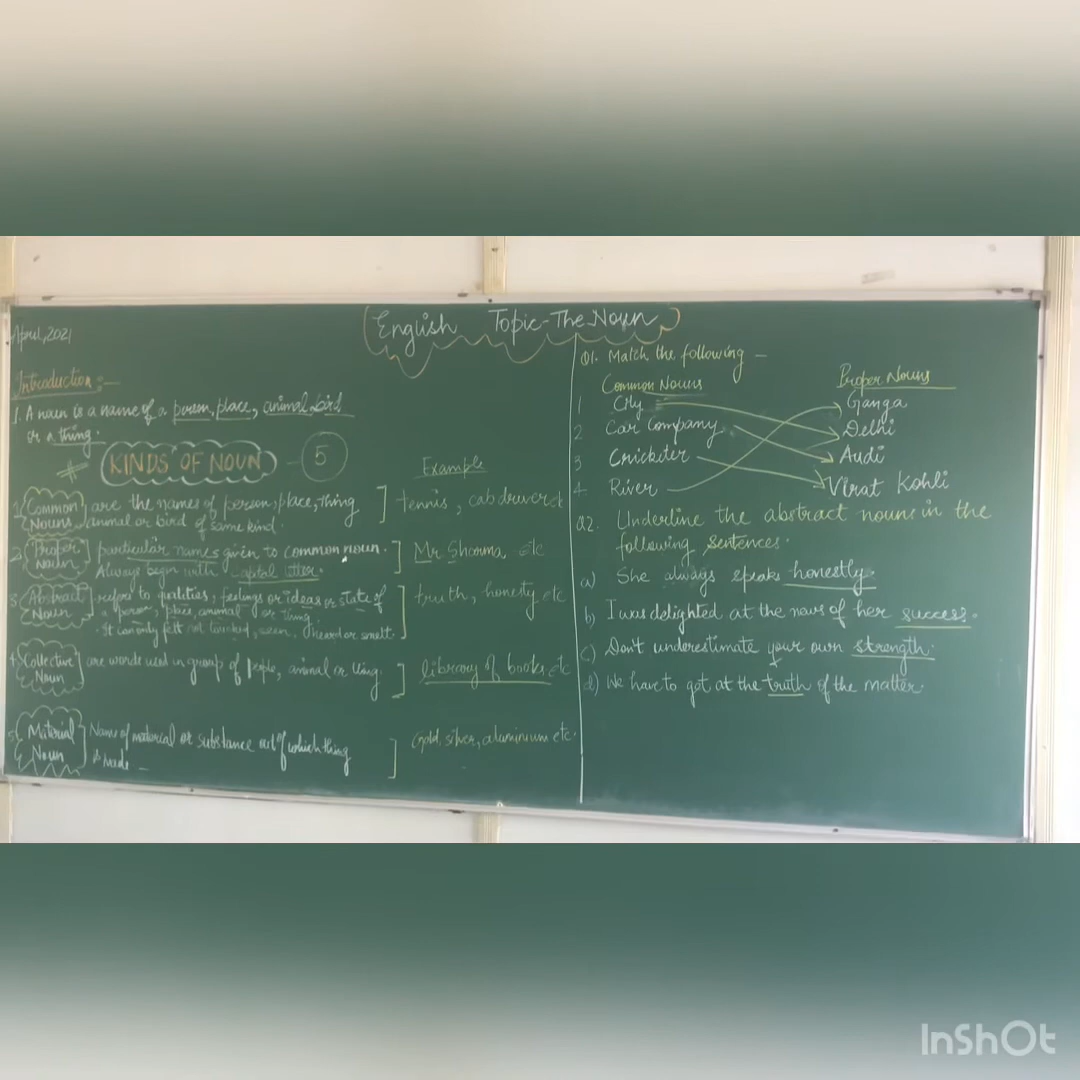 English Topic-The Noun
April, 2021
Introduction:-
1. A noun is a name of a person, place, animal, bird
or a thing.
KINDS OF NOUN - 5
Example
1) Common Nouns
are the names of person, place, thing
animal or bird of same kind.
tennis, cab driver etc
2) Proper Noun
particular names given to common noun.
Always begin with Capital letter.
Mr Sharma, etc
3) Abstract Noun
refers to qualities, feelings or ideas or state of
a person, place, animal or thing.
. It can only felt not touched, seen, heard or smelt.
truth, honesty etc
4) Collective Noun
are words used in group of people, animal or thing
library of books, etc
5) Material Noun
Name of material or substance out of which thing
is made -
Gold, silver, aluminium etc.
Q1. Match the following -
Common Nouns
Proper Nouns
1 City
Ganga
2 Car Company
Delhi
3 Cricketer
Audi
4 River
Virat Kohli
Q2. Underline the abstract nouns in the
following sentences.
a) She always speaks honestly
b) I was delighted at the news of her success.
c) Don't underestimate your own strength.
d) We have to got at the truth of the matter.
InShOt